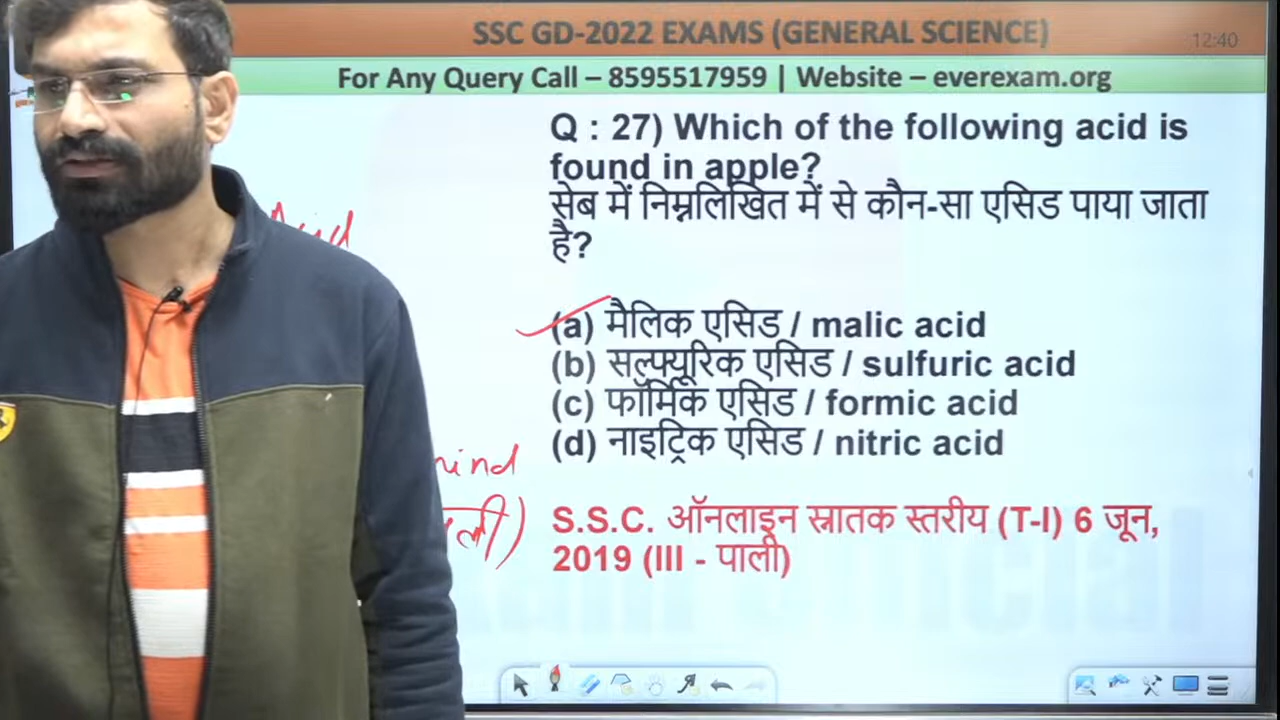 SSC GD-2022 EXAMS (GENERAL SCIENCE)
12:40
For Any Query Call – 8595517959 | Website – everexam.org
Q : 27) Which of the following acid is
found in apple?
सेब में निम्नलिखित में से कौन-सा एसिड पाया जाता
है?
(a) मैलिक एसिड / malic acid
(b) सल्फ्यूरिक एसिड / sulfuric acid
(c) फॉर्मिक एसिड / formic acid
(d) नाइट्रिक एसिड / nitric acid
S.S.C. ऑनलाइन स्नातक स्तरीय (T-I) 6 जून,
2019 (III - पाली)